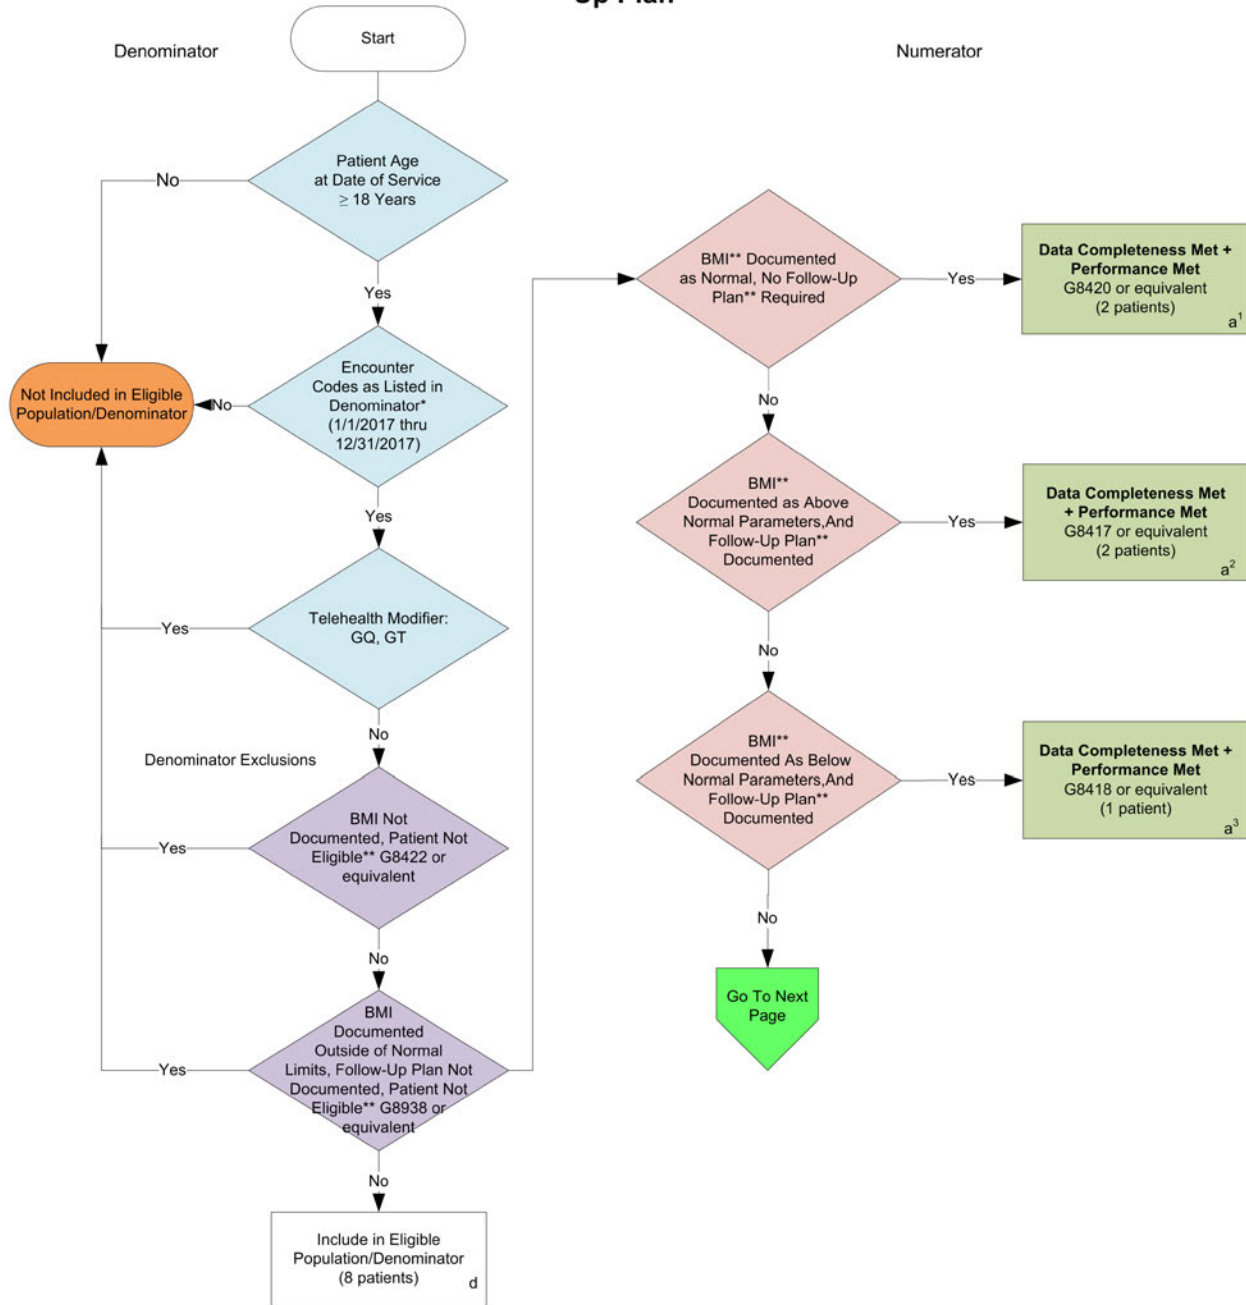 Up Plan
Denominator
Start
Numerator
Patient Age
at Date of Service
≥ 18 Years
No
Yes
Encounter
Codes as Listed in
Denominator*
(1/1/2017 thru
12/31/2017)
No
Not Included in Eligible
Population/Denominator
Yes
Telehealth Modifier:
GQ, GT
Yes
No
Denominator Exclusions
BMI Not
Documented, Patient Not
Eligible** G8422 or
equivalent
Yes
No
BMI
Documented
Outside of Normal
Limits, Follow-Up Plan Not
Documented, Patient Not
Eligible** G8938 or
equivalent
Yes
No
Include in Eligible
Population/Denominator
(8 patients)
d
BMI** Documented
as Normal, No Follow-Up
Plan** Required
Yes
Data Completeness Met +
Performance Met
G8420 or equivalent
(2 patients)
a¹
No
BMI**
Documented as Above
Normal Parameters,And
Follow-Up Plan**
Documented
Yes
Data Completeness Met
+ Performance Met
G8417 or equivalent
(2 patients)
a²
No
BMI**
Documented As Below
Normal Parameters,And
Follow-Up Plan**
Documented
Yes
Data Completeness Met +
Performance Met
G8418 or equivalent
(1 patient)
a³
No
Go To Next
Page